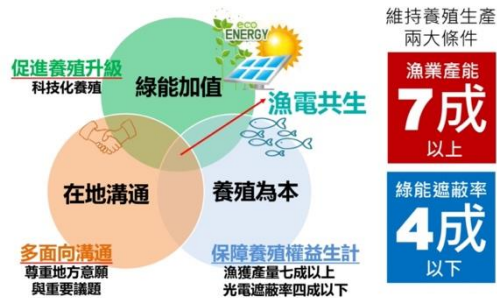 eco
ENERGY
促進養殖升級
科技化養殖
綠能加值
漁電共生
在地溝通
養殖為本
多面向溝通
尊重地方意願
與重要議題
保障養殖權益生計
漁獲產量七成以上
光電遮蔽率四成以下
維持養殖生產
兩大條件
漁業產能
7成
以上
綠能遮蔽率
4成
以下